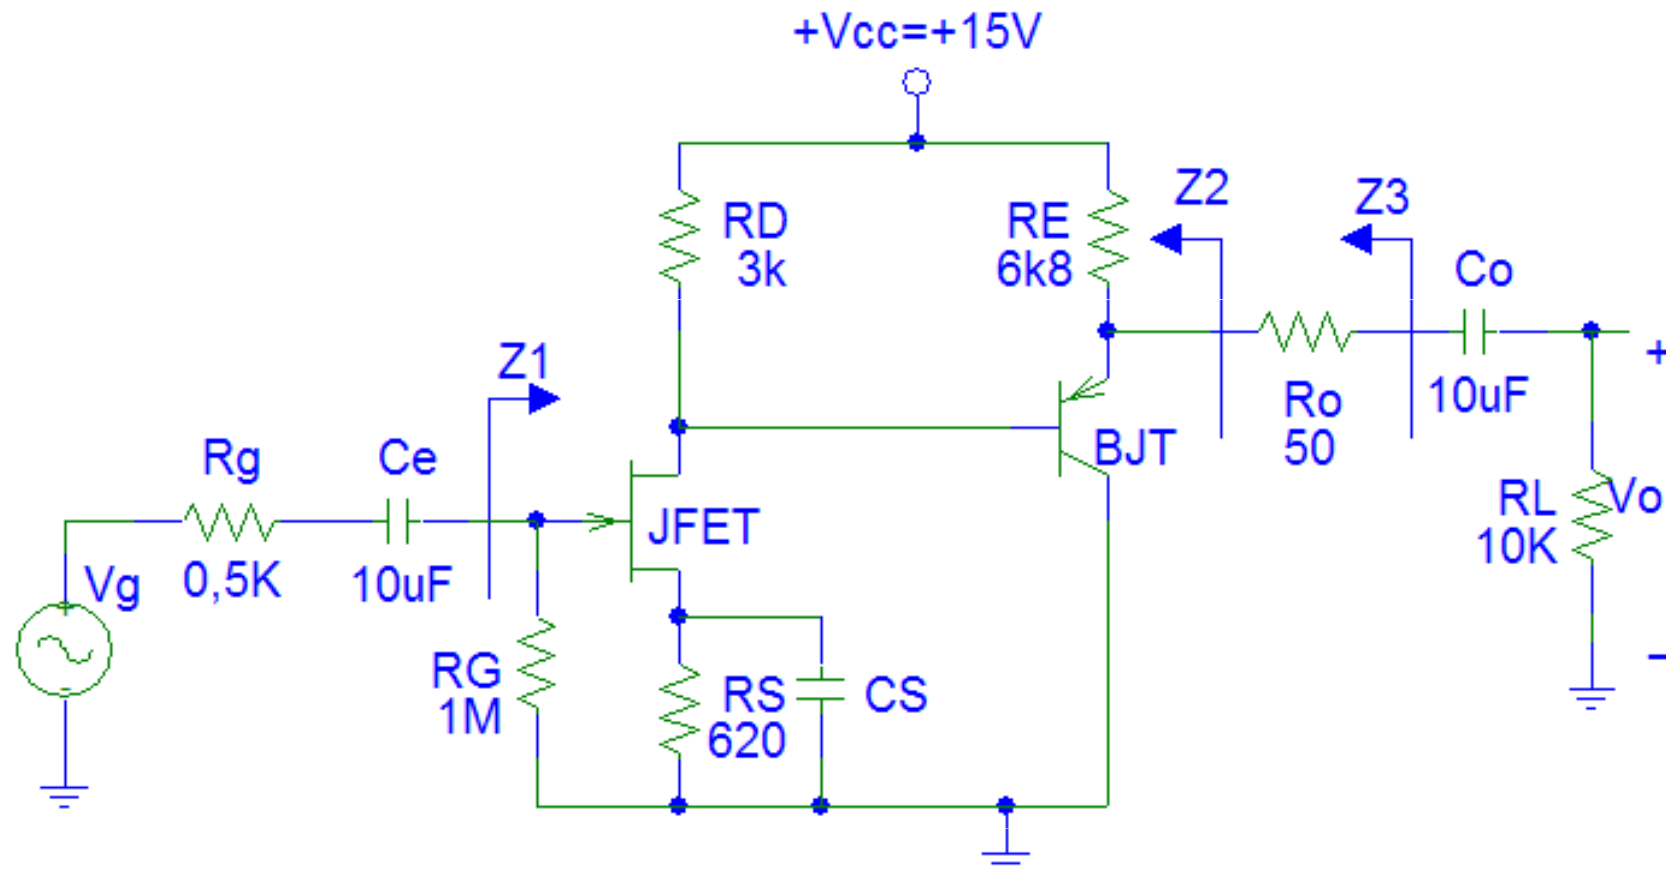 +Vcc=+15V
RD
3k
RE
6k8
Z2
Z3
Co
10uF
Z1
Rg
0,5K
Ce
10uF
Vg
JFET
BJT
Ro
50
+
RL
10K
Vo
-
RG
1M
RS
620
CS